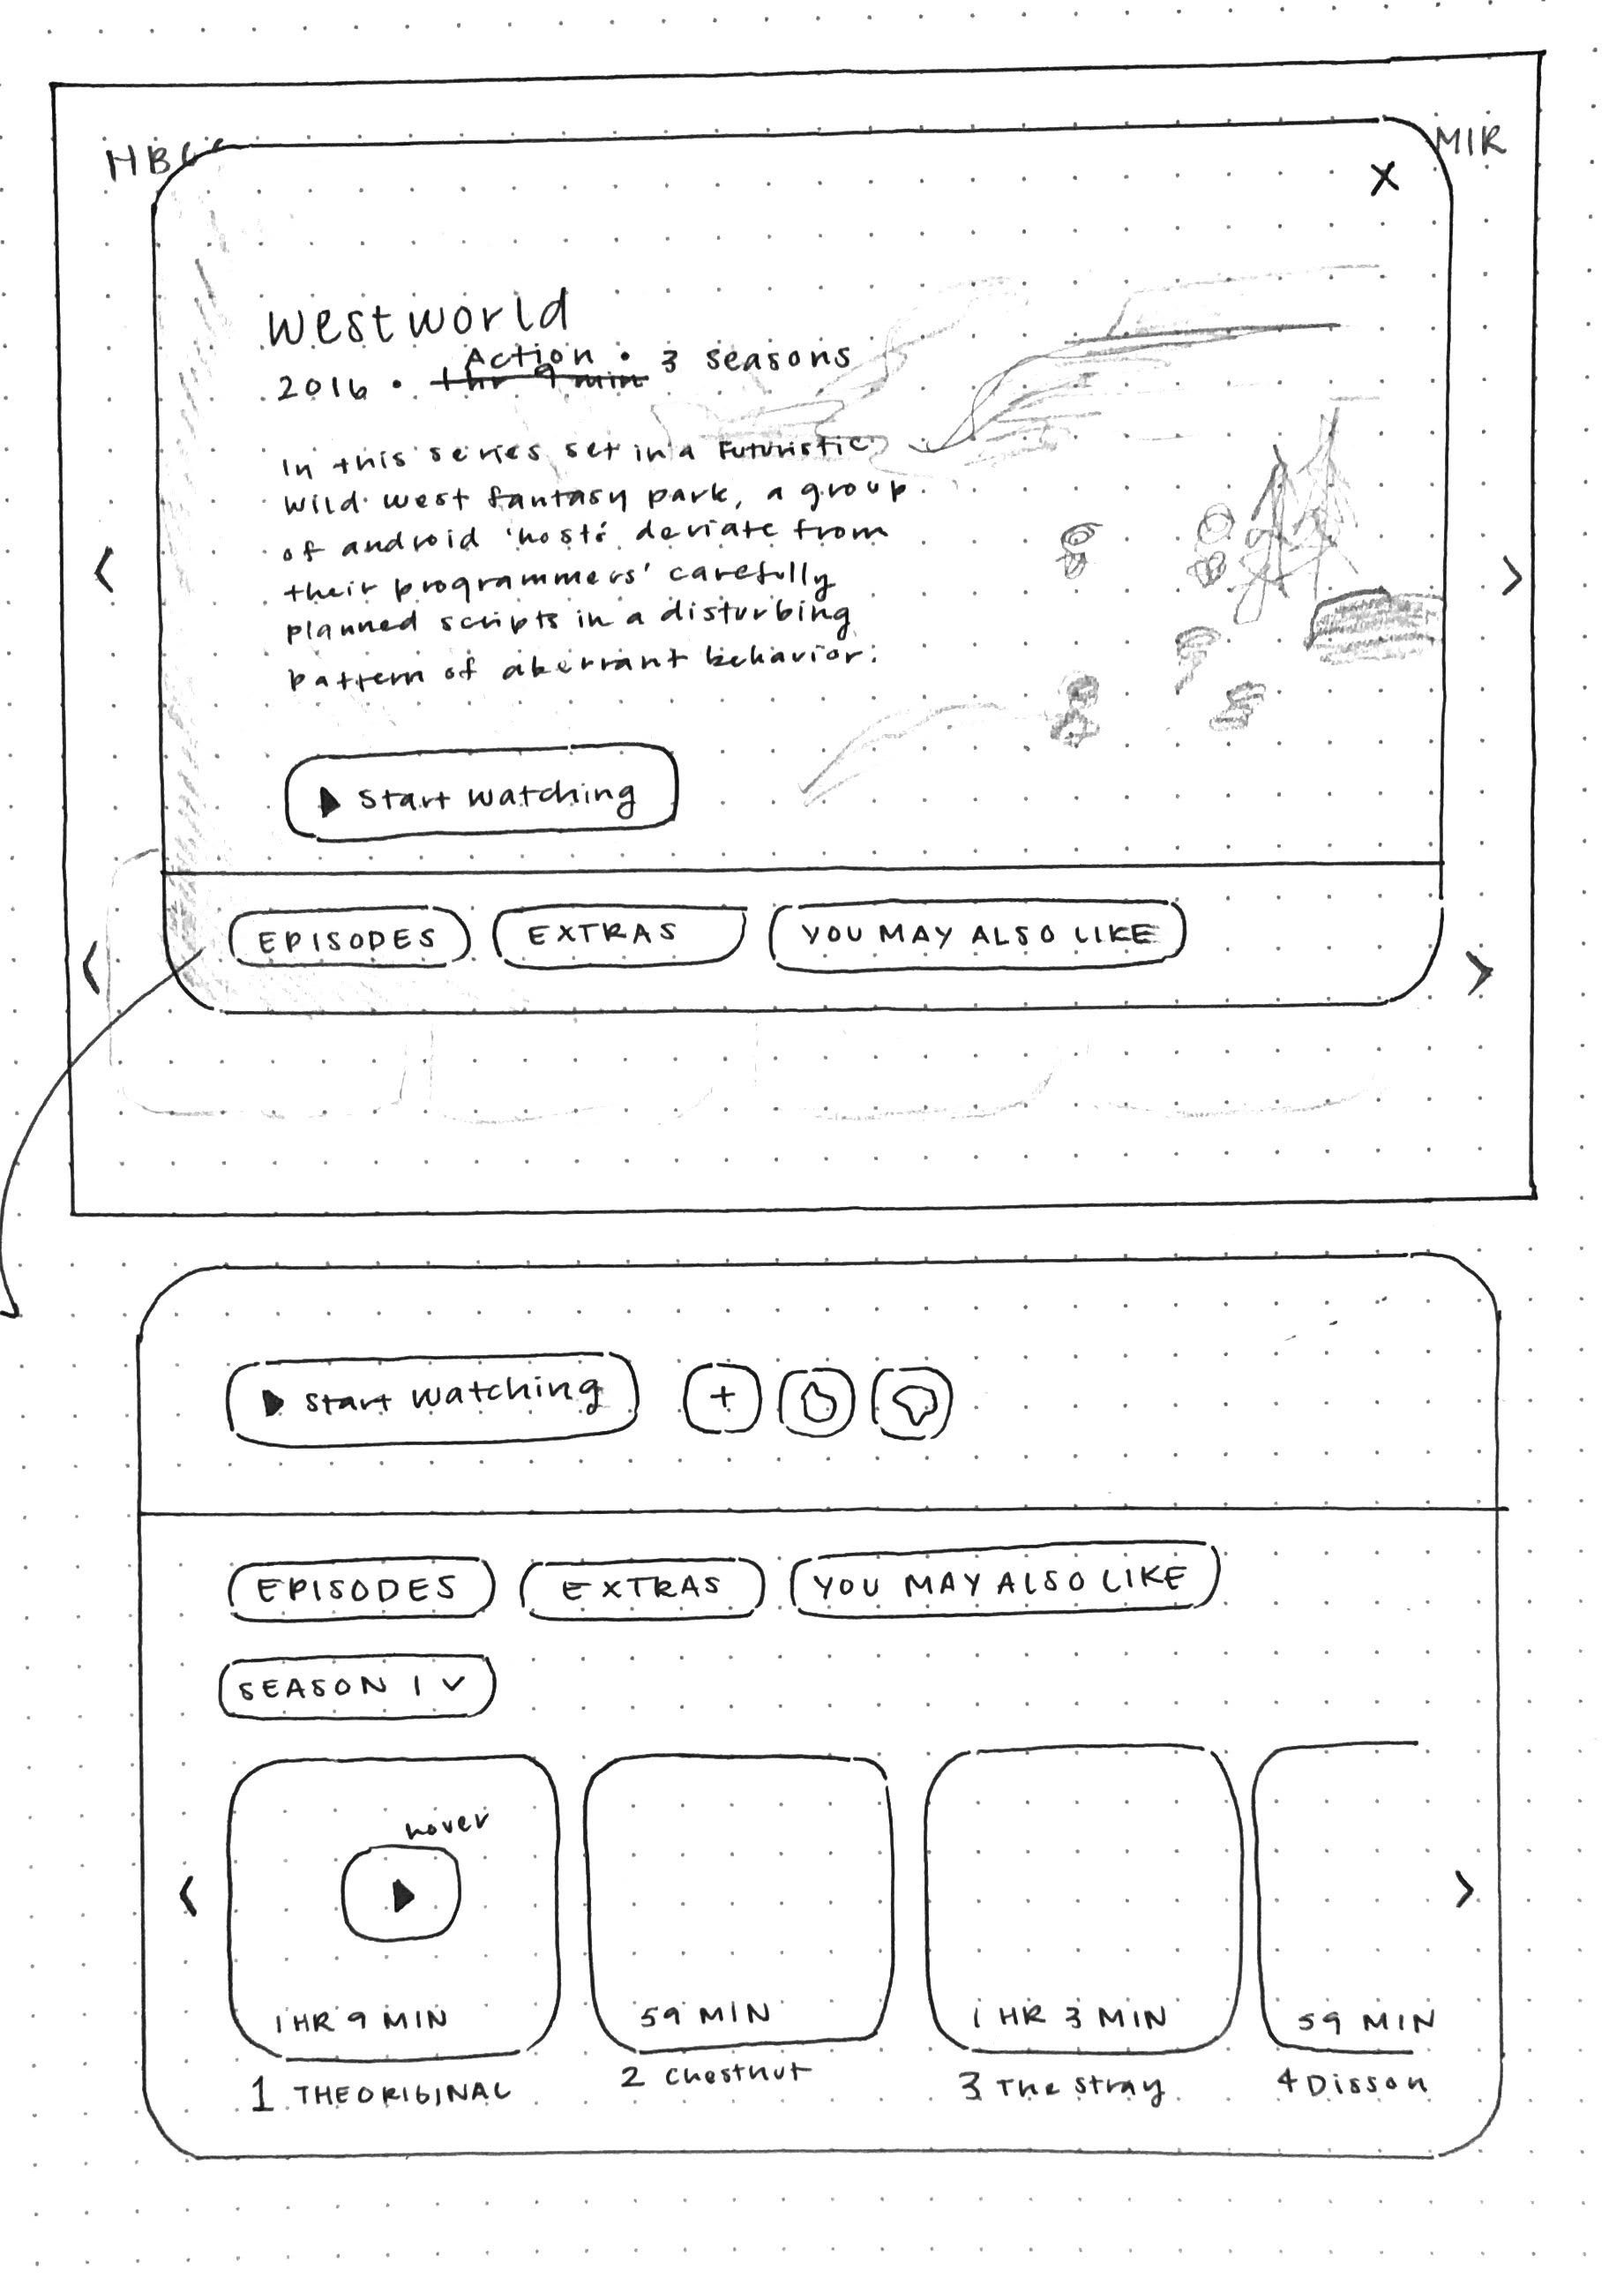 HBO
MIR
X
westworld
Action •
2016 • 1 hr 9 min 3 seasons
In this series set in a Futuristic
Wild west fantasy park, a group
of android 'hosts' deviate from
their programmers' carefully
planned scripts in a disturbing
pattern of aberrant behavior.
Start watching
EPISODES EXTRAS YOU MAY ALSO LIKE
Start watching +
EPISODES EXTRAS YOU MAY ALSO LIKE
SEASON 1
hover
1 HR 9 MIN 59 MIN 1 HR 3 MIN 59 MIN
1 THE ORIGINAL 2 Chestnut 3 The Stray 4 Disson